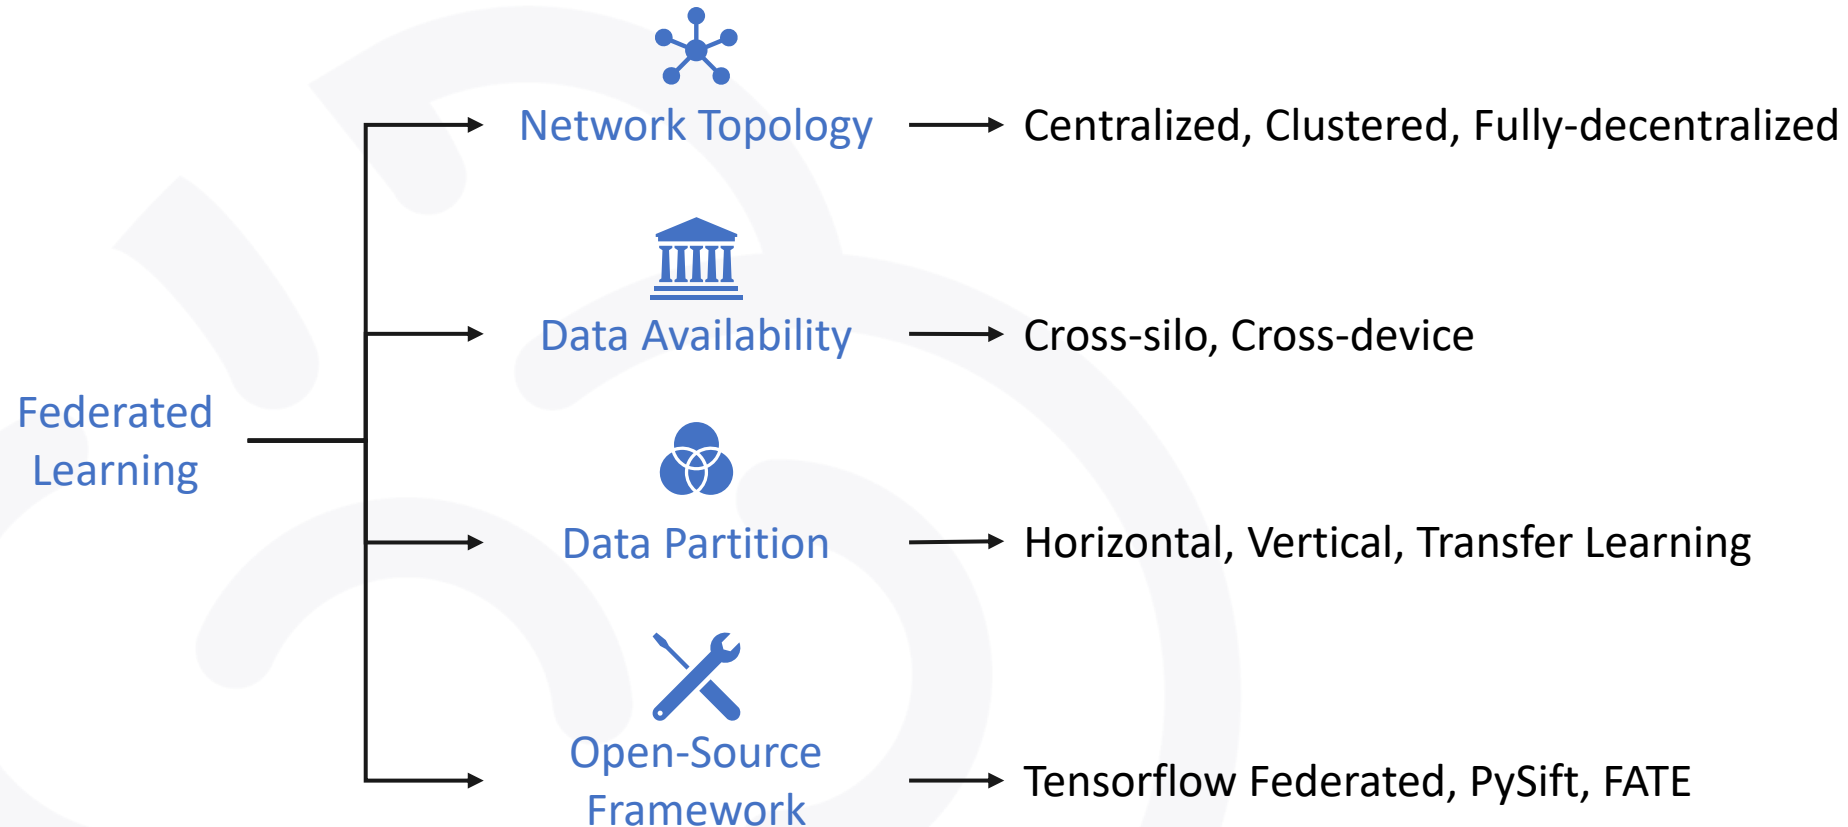 Network Topology
Centralized, Clustered, Fully-decentralized
Data Availability
Cross-silo, Cross-device
Federated
Learning
Data Partition
Horizontal, Vertical, Transfer Learning
Open-Source
Framework
Tensorflow Federated, PySift, FATE